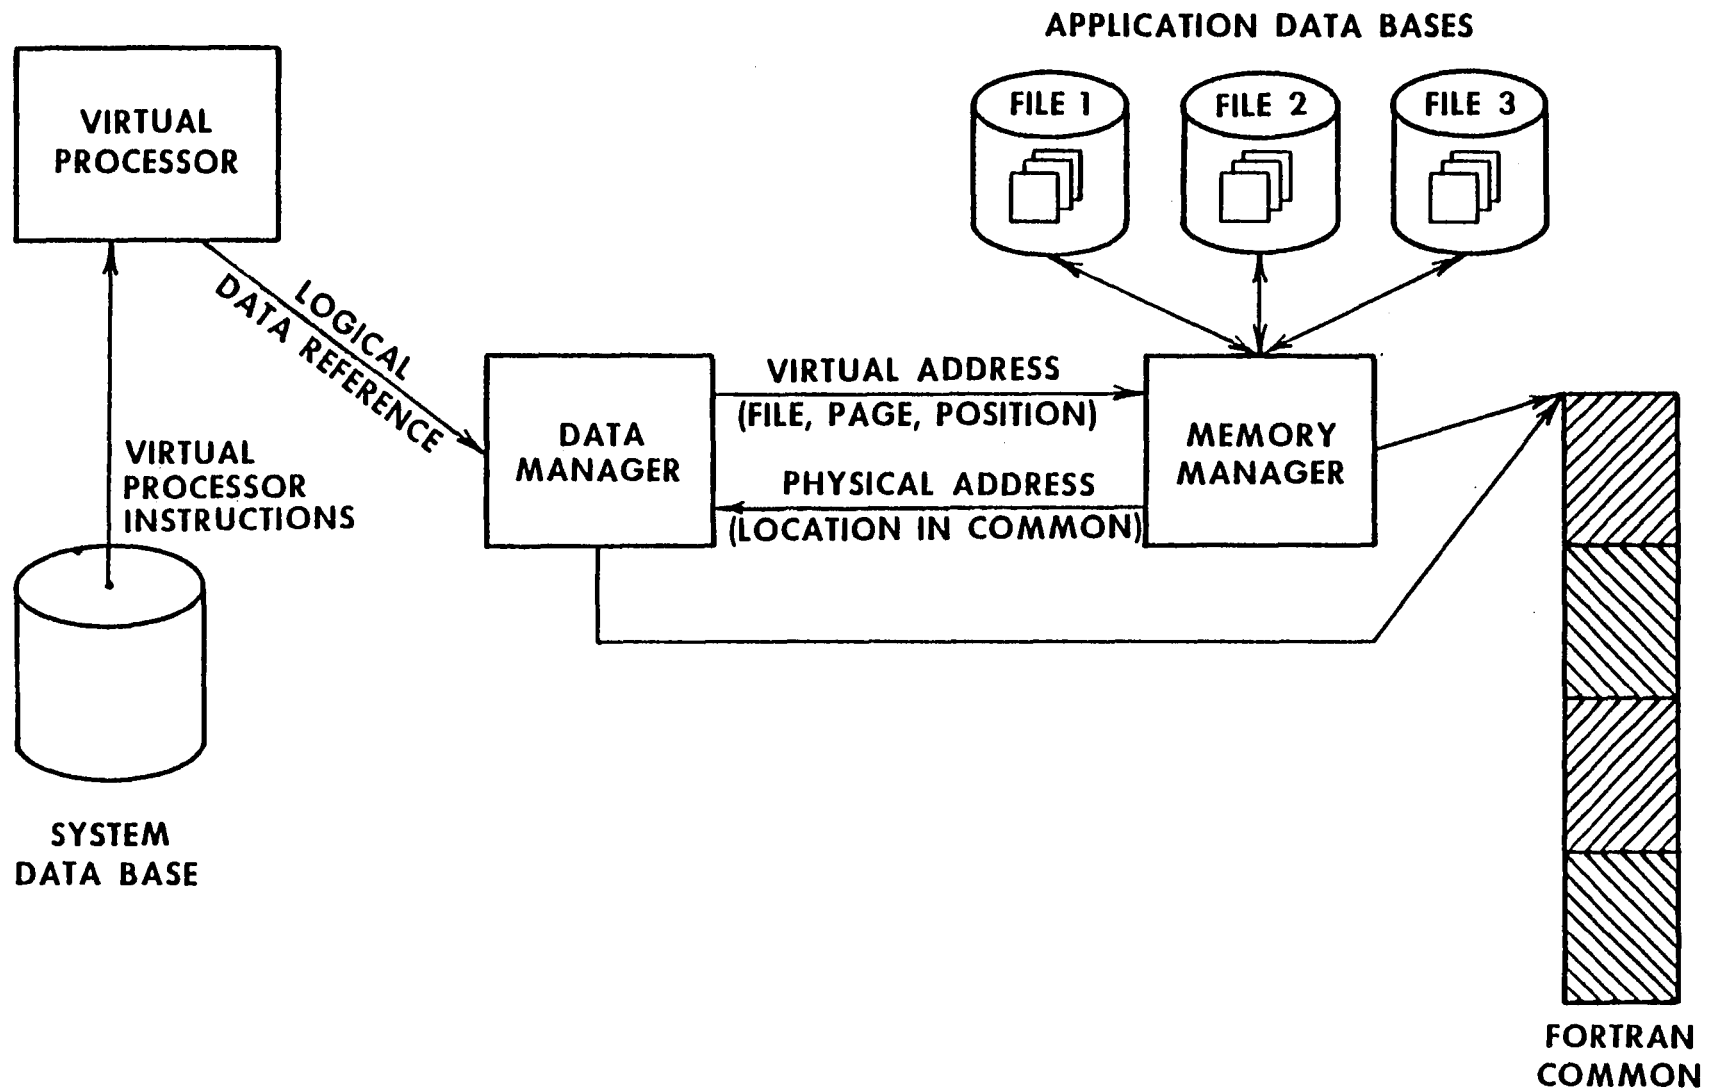 APPLICATION DATA BASES
FILE 1
FILE 2
FILE 3
VIRTUAL
PROCESSOR
LOGICAL
DATA REFERENCE
VIRTUAL
PROCESSOR
INSTRUCTIONS
DATA
MANAGER
VIRTUAL ADDRESS
(FILE, PAGE, POSITION)
PHYSICAL ADDRESS
(LOCATION IN COMMON)
MEMORY
MANAGER
SYSTEM
DATA BASE
FORTRAN
COMMON